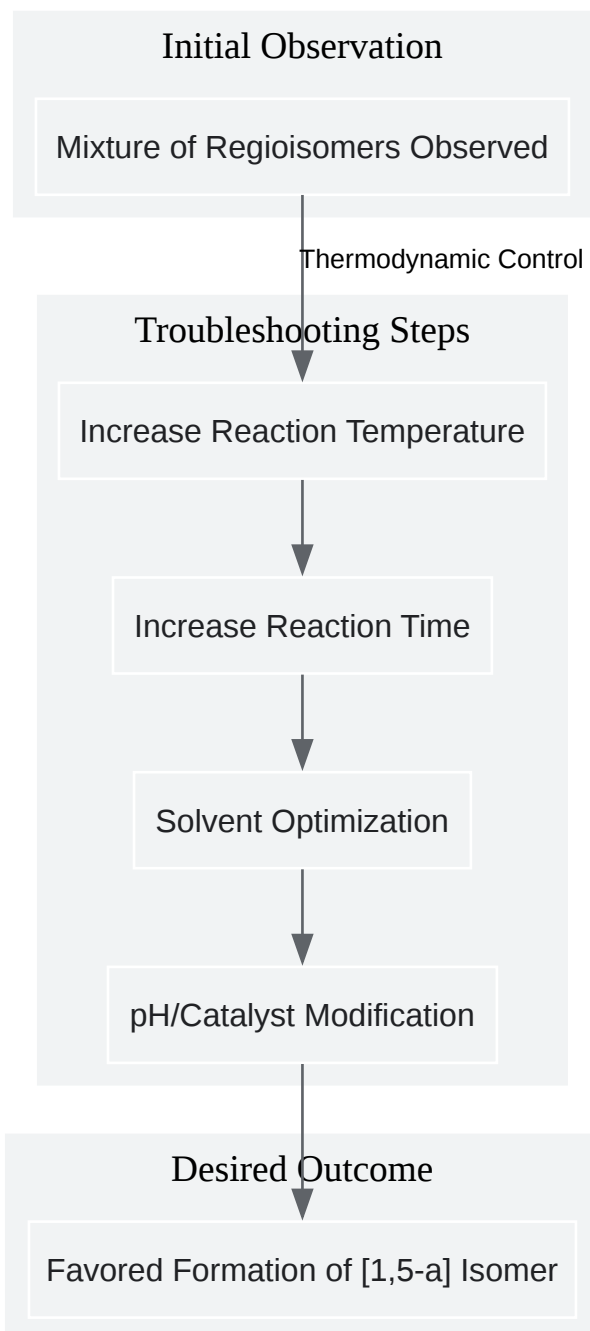 Initial Observation
Mixture of Regioisomers Observed
Thermodynamic Control
Troubleshooting Steps
Increase Reaction Temperature
Increase Reaction Time
Solvent Optimization
pH/Catalyst Modification
Desired Outcome
Favored Formation of [1,5-a] Isomer